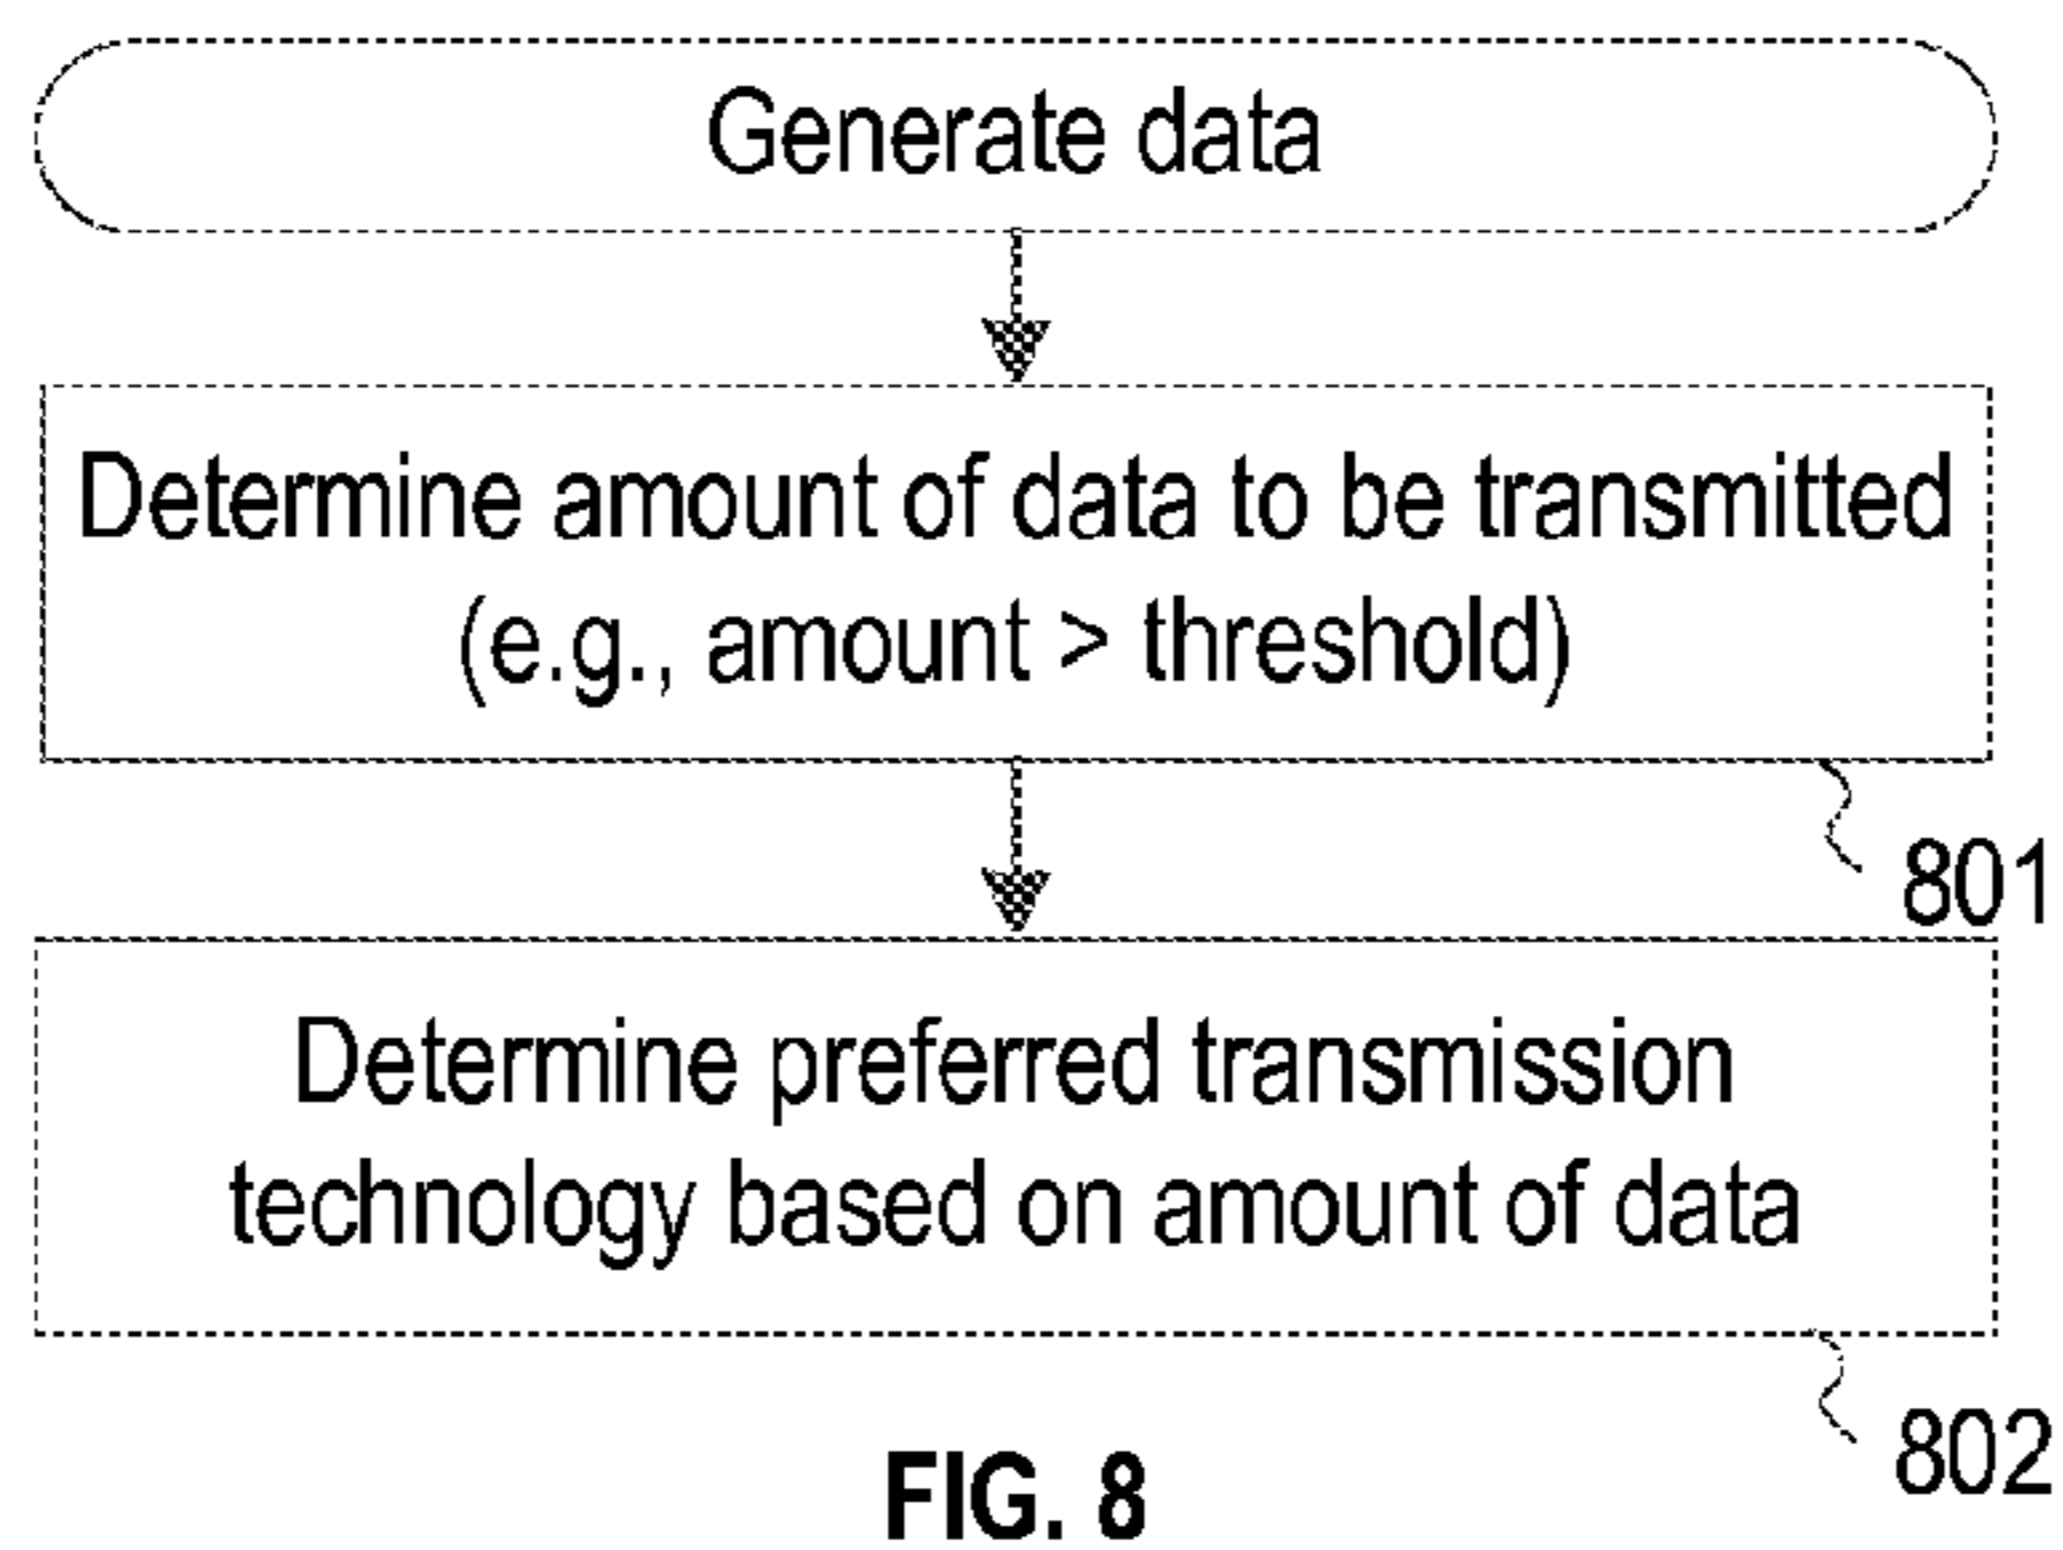 Generate data
Determine amount of data to be transmitted
(e.g., amount > threshold)
801
Determine preferred transmission
technology based on amount of data
802
FIG. 8